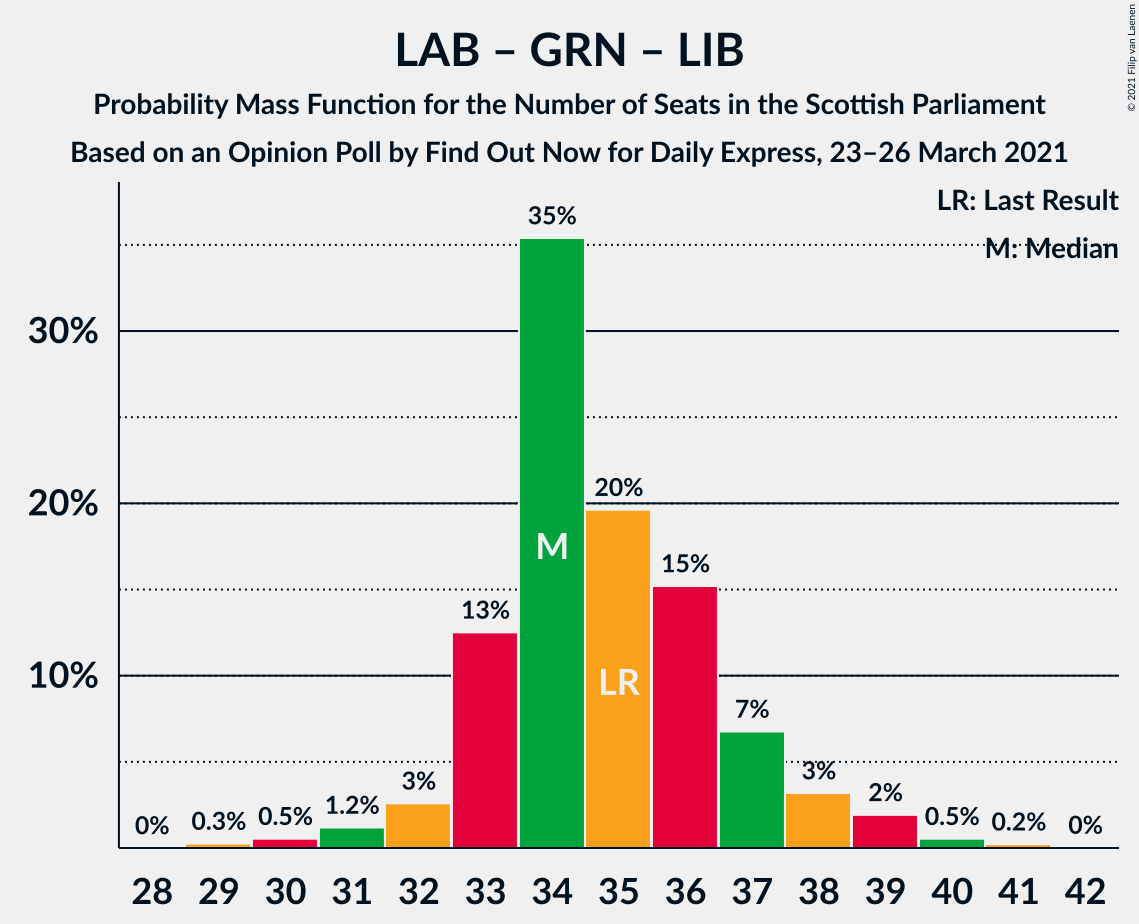 LAB – GRN – LIB
Probability Mass Function for the Number of Seats in the Scottish Parliament
Based on an Opinion Poll by Find Out Now for Daily Express, 23–26 March 2021
© 2021 Filip van Laenen
LR: Last Result
M: Median
35%
30%
20%
20%
M
15%
13%
LR
10%
7%
3%
3%
2%
1.2%
0.5%
0.5%
0.3%
0.2%
0%
0%
28 29 30 31 32 33 34 35 36 37 38 39 40 41 42